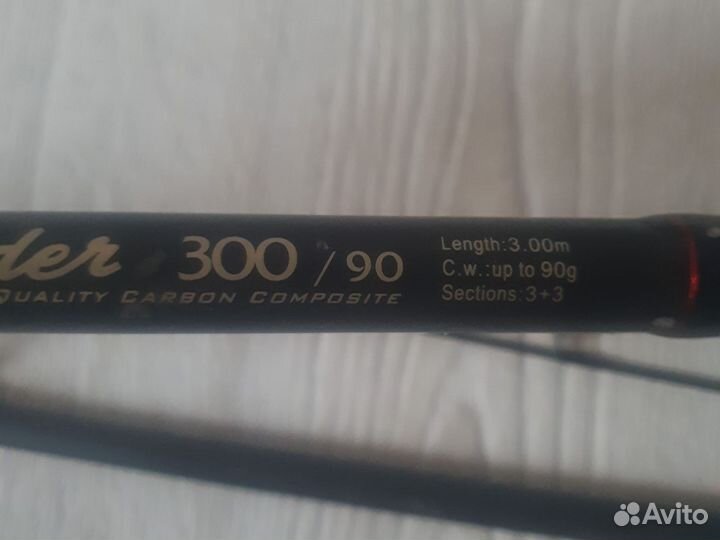 der 300 / 90
QUALITY CARBON COMPOSITE
Length:3.00m
C.w.:up to 90g
Sections:3+3
Avito